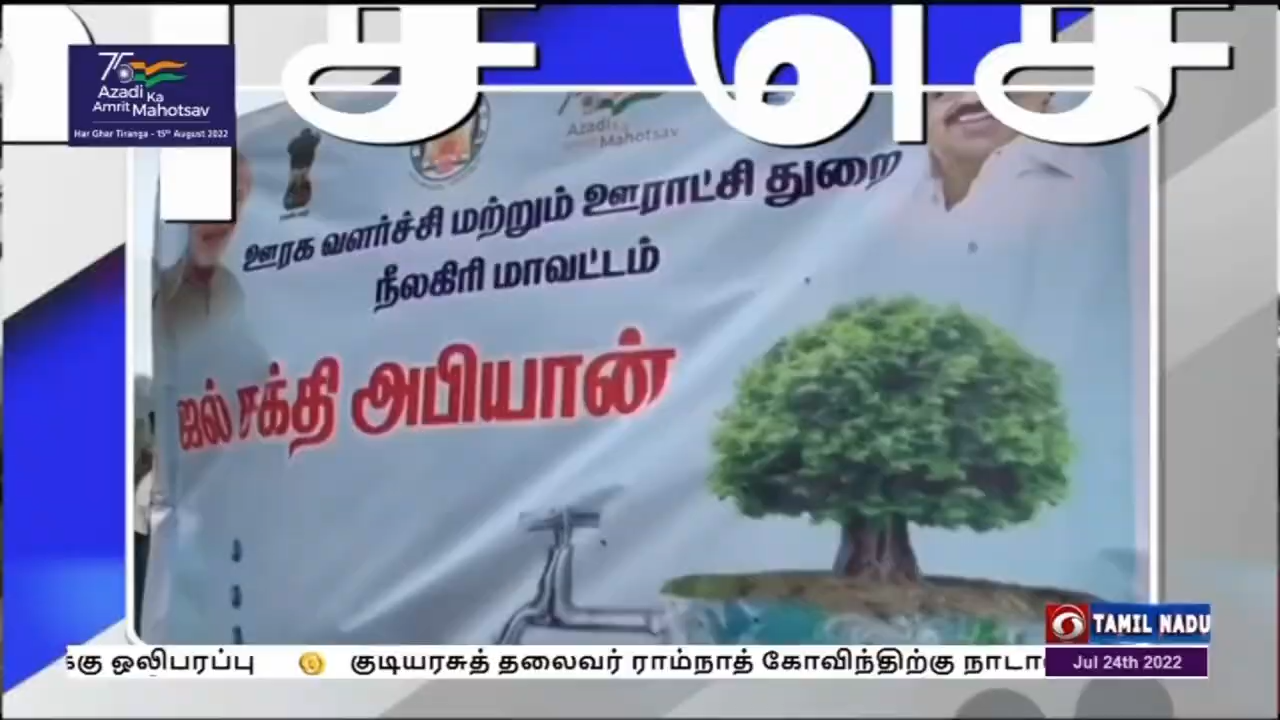 75
Azadi
Ka
Amrit Mahotsav
Har Ghar Tiranga - 15th August 2022
Azadi
Mahotsav
ஊரக வளர்ச்சி மற்றும் ஊராட்சி துறை
நீலகிரி மாவட்டம்
ஜல் சக்தி அபியான்
TAMIL NADU
Jul 24th 2022
ஒலிபரப்பு குடியரசுத் தலைவர் ராம்நாத் கோவிந்திற்கு